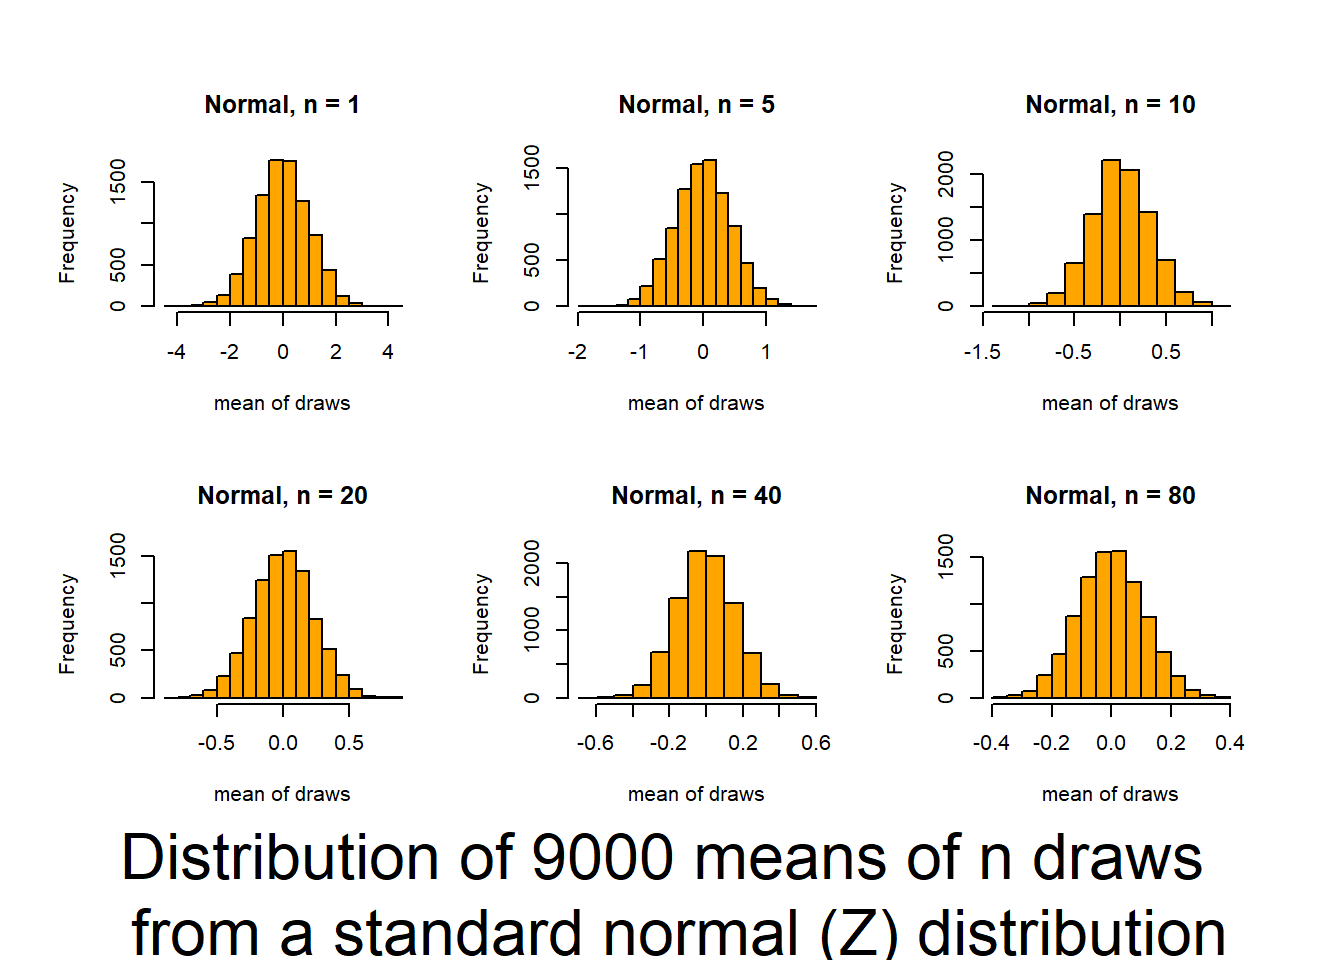 Normal, n = 1
Frequency
0 500 1500
-4 -2 0 2 4
mean of draws
Normal, n = 5
Frequency
0 500 1500
-2 -1 0 1
mean of draws
Normal, n = 10
Frequency
0 1000 2000
-1.5 -0.5 0.5
mean of draws
Normal, n = 20
Frequency
0 500 1500
-0.5 0.0 0.5
mean of draws
Normal, n = 40
Frequency
0 1000 2000
-0.6 -0.2 0.2 0.6
mean of draws
Normal, n = 80
Frequency
0 500 1500
-0.4 -0.2 0.0 0.2 0.4
mean of draws
Distribution of 9000 means of n draws
from a standard normal (Z) distribution